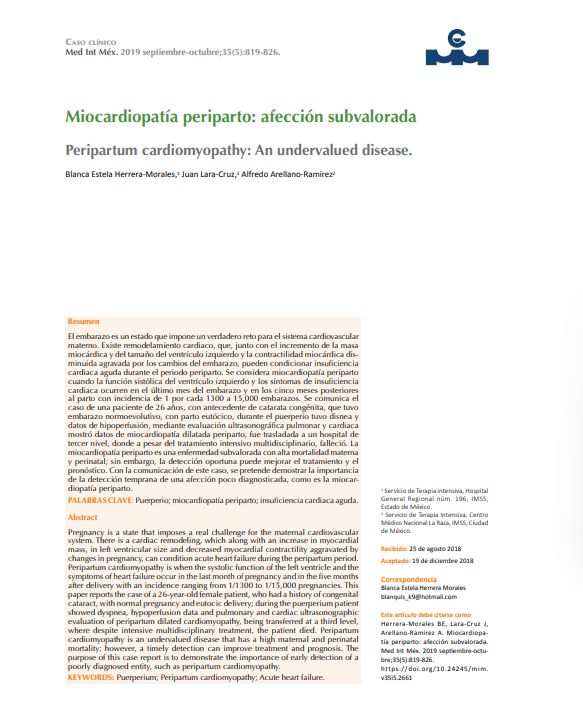 CASO CLÍNICO
Med Int Méx. 2019 septiembre-octubre;35(5):819-826.
Miocardiopatía periparto: afección subvalorada
Peripartum cardiomyopathy: An undervalued disease.
Blanca Estela Herrera-Morales,¹ Juan Lara-Cruz,¹ Alfredo Arellano-Ramírez²
Resumen
El embarazo es un estado que impone un verdadero reto para el sistema cardiovascular
materno. Existe remodelamiento cardiaco, que, junto con el incremento de la masa
miocárdica y del tamaño del ventrículo izquierdo y la contractilidad miocárdica dis-
minuida agravada por los cambios del embarazo, pueden condicionar insuficiencia
cardiaca aguda durante el periodo periparto. Se considera miocardiopatía periparto
cuando la función sistólica del ventrículo izquierdo y los síntomas de insuficiencia
cardiaca ocurren en el último mes del embarazo y en los cinco meses posteriores
al parto con incidencia de 1 por cada 1300 a 15,000 embarazos. Se comunica el
caso de una paciente de 26 años, con antecedente de catarata congénita, que tuvo
embarazo normoevolutivo, con parto eutócico, durante el puerperio tuvo disnea y
datos de hipoperfusión, mediante evaluación ultrasonográfica pulmonar y cardiaca
mostró datos de miocardiopatía dilatada periparto, fue trasladada a un hospital de
tercer nivel, donde a pesar del tratamiento intensivo multidisciplinario, falleció. La
miocardiopatía periparto es una enfermedad subvalorada con alta mortalidad materna
y perinatal; sin embargo, la detección oportuna puede mejorar el tratamiento y el
pronóstico. Con la comunicación de este caso, se pretende demostrar la importancia
de la detección temprana de una afección poco diagnosticada, como es la miocar-
diopatía periparto.
PALABRAS CLAVE: Puerperio; miocardiopatía periparto; insuficiencia cardiaca aguda.
Abstract
Pregnancy is a state that imposes a real challenge for the maternal cardiovascular
system. There is a cardiac remodeling, which along with an increase in myocardial
mass, in left ventricular size and decreased myocardial contractility aggravated by
changes in pregnancy, can condition acute heart failure during the peripartum period.
Peripartum cardiomyopathy is when the systolic function of the left ventricle and the
symptoms of heart failure occur in the last month of pregnancy and in the five months
after delivery with an incidence ranging from 1/1300 to 1/15,000 pregnancies. This
paper reports the case of a 26-year-old female patient, who had a history of congenital
cataract, with normal pregnancy and eutocic delivery; during the puerperium patient
showed dyspnea, hypoperfusion data and pulmonary and cardiac ultrasonographic
evaluation of peripartum dilated cardiomyopathy, being transferred at a third level,
where despite intensive multidisciplinary treatment, the patient died. Peripartum
cardiomyopathy is an undervalued disease that has a high maternal and perinatal
mortality; however, a timely detection can improve treatment and prognosis. The
purpose of this case report is to demonstrate the importance of early detection of a
poorly diagnosed entity, such as peripartum cardiomyopathy.
KEYWORDS: Puerperium; Peripartum cardiomyopathy; Acute heart failure.
¹ Servicio de Terapia intensiva, Hospital
General Regional núm. 196, IMSS,
Estado de México.
² Servicio de Terapia Intensiva, Centro
Médico Nacional La Raza, IMSS, Ciudad
de México.
Recibido: 25 de agosto 2018
Aceptado: 19 de diciembre 2018
Correspondencia
Blanca Estela Herrera Morales
blanquis_k9@hotmail.com
Este artículo debe citarse como
Herrera-Morales BE, Lara-Cruz J,
Arellano-Ramírez A. Miocardiopa-
tía periparto: afección subvalorada.
Med Int Méx. 2019 septiembre-octu-
bre;35(5):819-826.
https://doi.org/10.24245/mim.
v35i5.2661